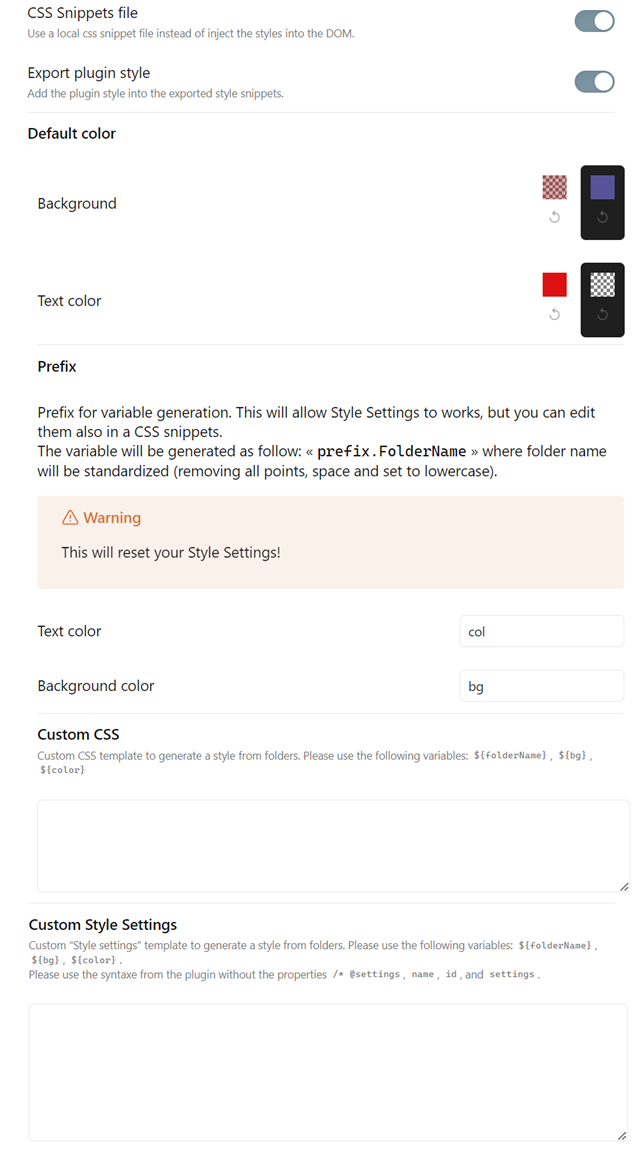 CSS Snippets file
Use a local css snippet file instead of inject the styles into the DOM.
Export plugin style
Add the plugin style into the exported style snippets.
Default color
Background
Text color
Prefix
Prefix for variable generation. This will allow Style Settings to works, but you can edit
them also in a CSS snippets.
The variable will be generated as follow: « prefix.FolderName » where folder name
will be standardized (removing all points, space and set to lowercase).
Warning
This will reset your Style Settings!
Text color
col
Background color
bg
Custom CSS
Custom CSS template to generate a style from folders. Please use the following variables: ${folderName} , ${bg} ,
${color}
Custom Style Settings
Custom "Style settings" template to generate a style from folders. Please use the following variables: ${folderName} ,
${bg} , ${color} .
Please use the syntaxe from the plugin without the properties /* @settings , name , id , and settings .